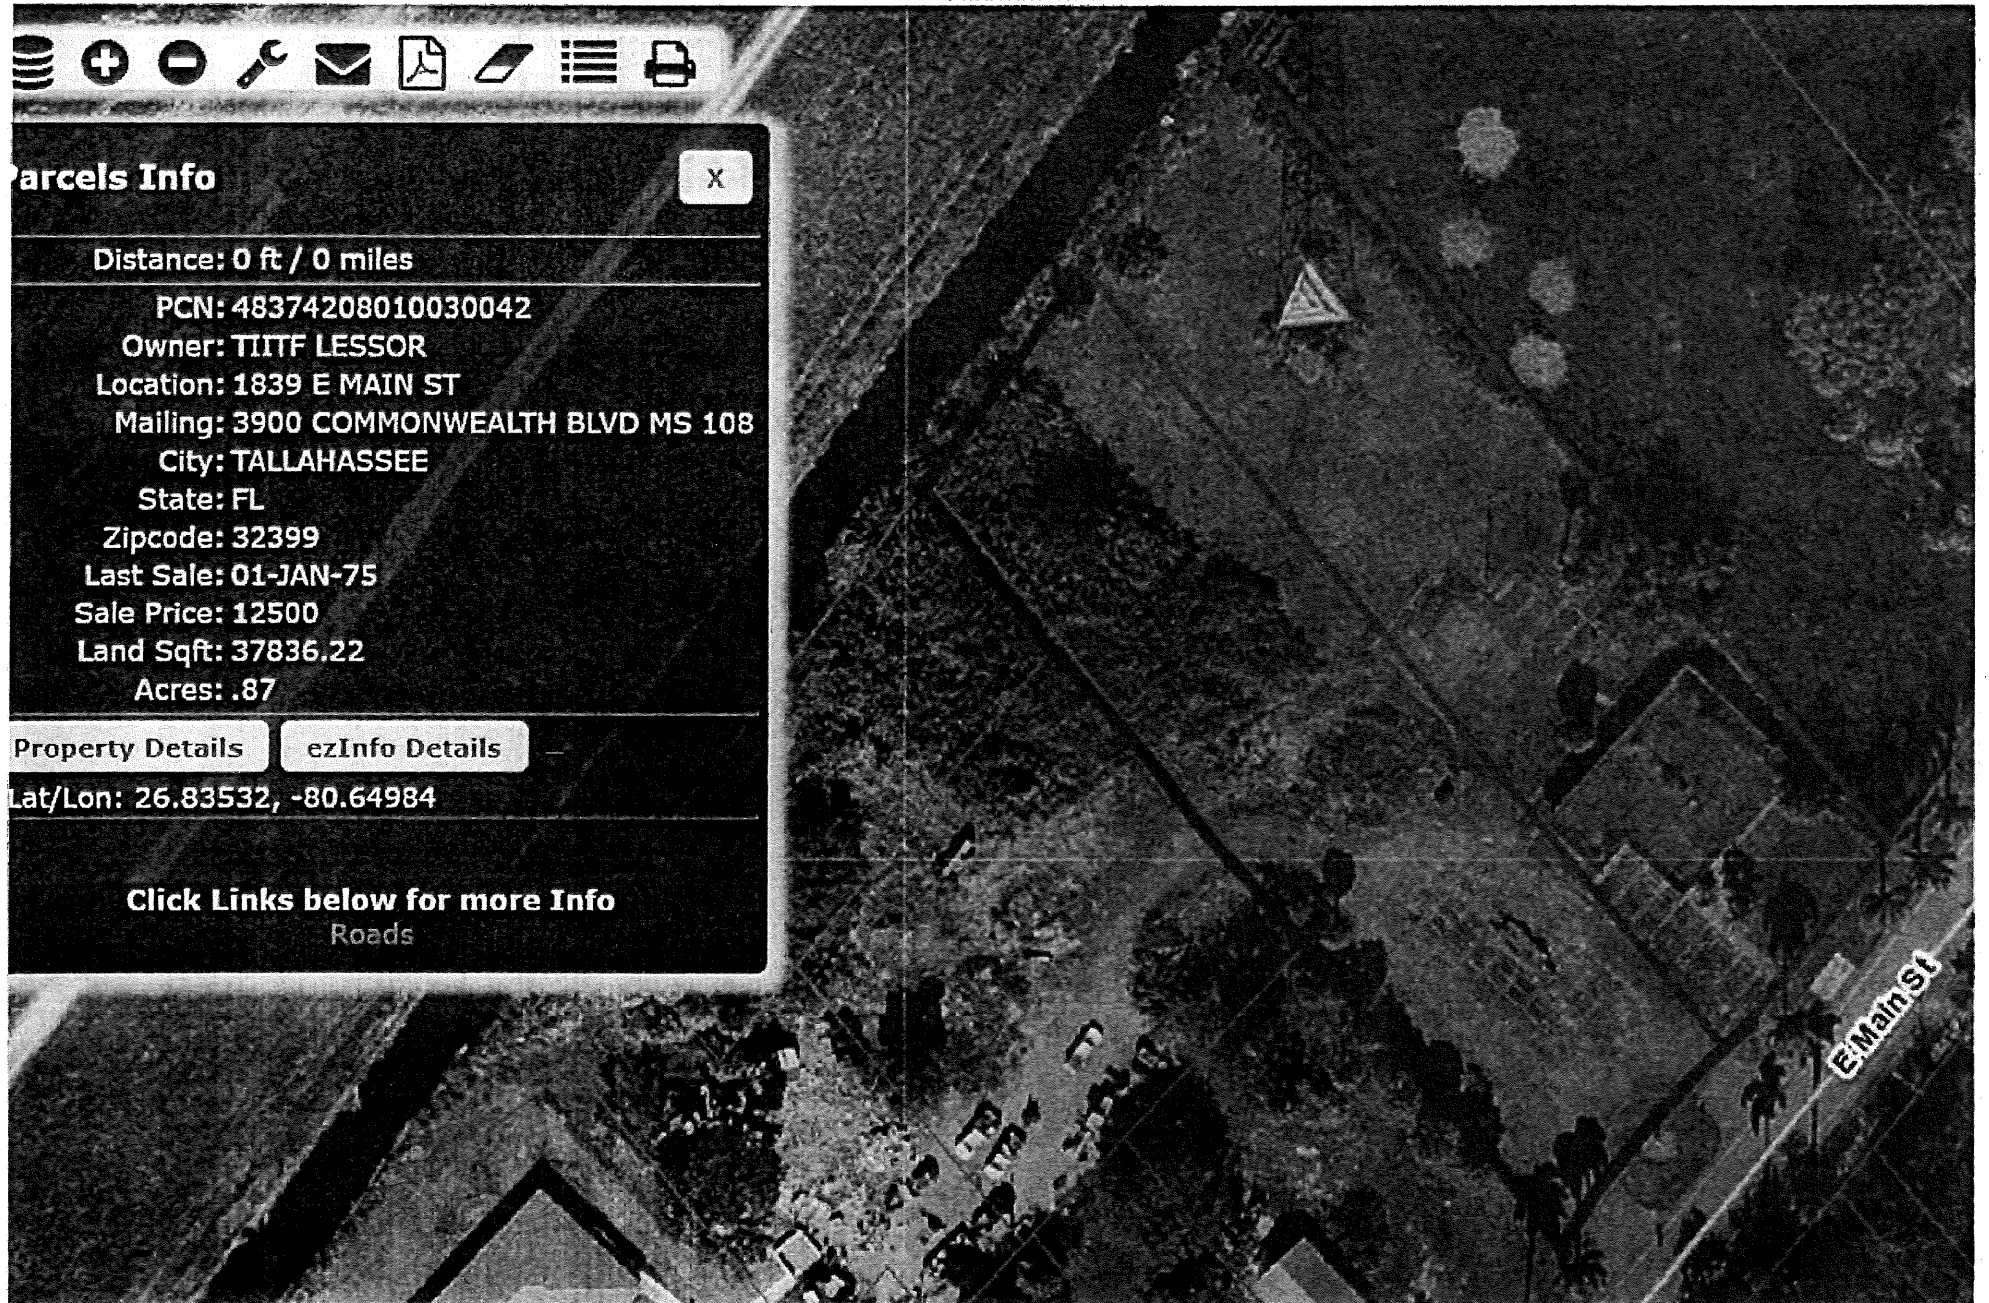 Parcels Info
X
Distance: 0 ft / 0 miles
PCN: 48374208010030042
Owner: TIITF LESSOR
Location: 1839 E MAIN ST
Mailing: 3900 COMMONWEALTH BLVD MS 108
City: TALLAHASSEE
State: FL
Zipcode: 32399
Last Sale: 01-JAN-75
Sale Price: 12500
Land Sqft: 37836.22
Acres: .87
Property Details
ezInfo Details
Lat/Lon: 26.83532, -80.64984
Click Links below for more Info
Roads
E Main St